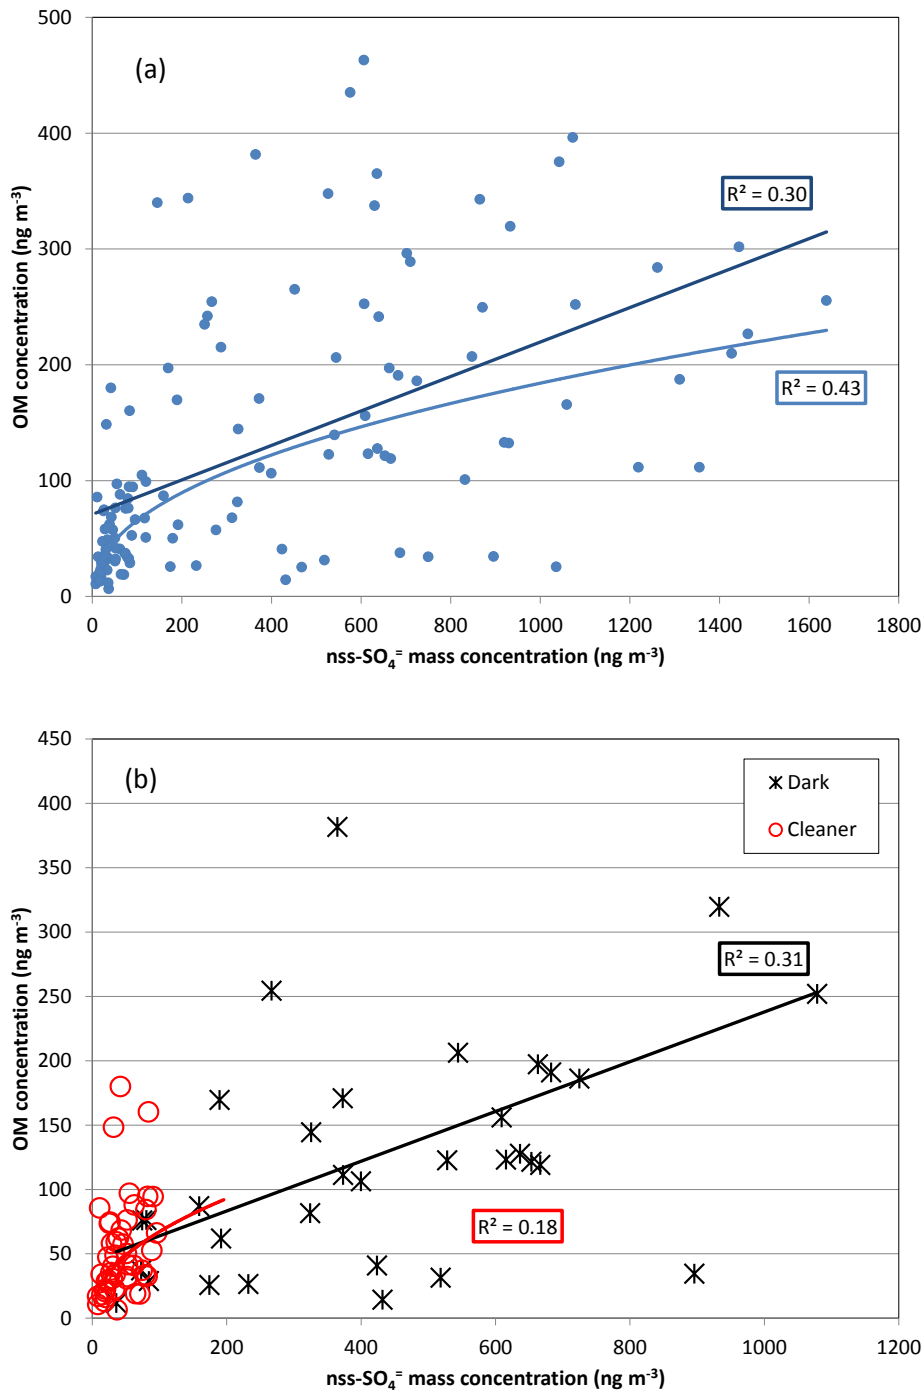 500
(a)
400
R² = 0.30
300
200
R² = 0.43
100
0
OM concentration (ng m⁻³)
0 200 400 600 800 1000 1200 1400 1600 1800
nss-SO₄⁼ mass concentration (ng m⁻³)
450
(b)
Dark
400
Cleaner
350
300
R² = 0.31
250
200
150
100
R² = 0.18
50
0
OM concentration (ng m⁻³)
0 200 400 600 800 1000 1200
nss-SO₄⁼ mass concentration (ng m⁻³)